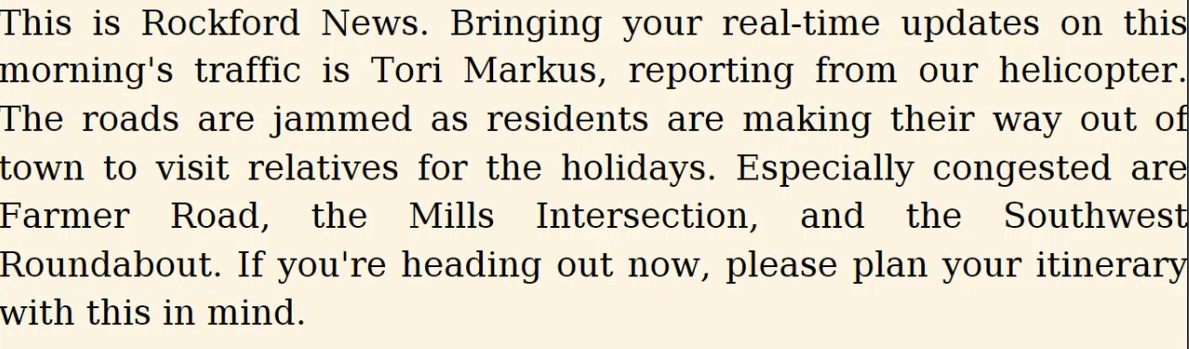 This is Rockford News. Bringing your real-time updates on this
morning's traffic is Tori Markus, reporting from our helicopter.
The roads are jammed as residents are making their way out of
town to visit relatives for the holidays. Especially congested are
Farmer Road, the Mills Intersection, and the Southwest
Roundabout. If you're heading out now, please plan your itinerary
with this in mind.